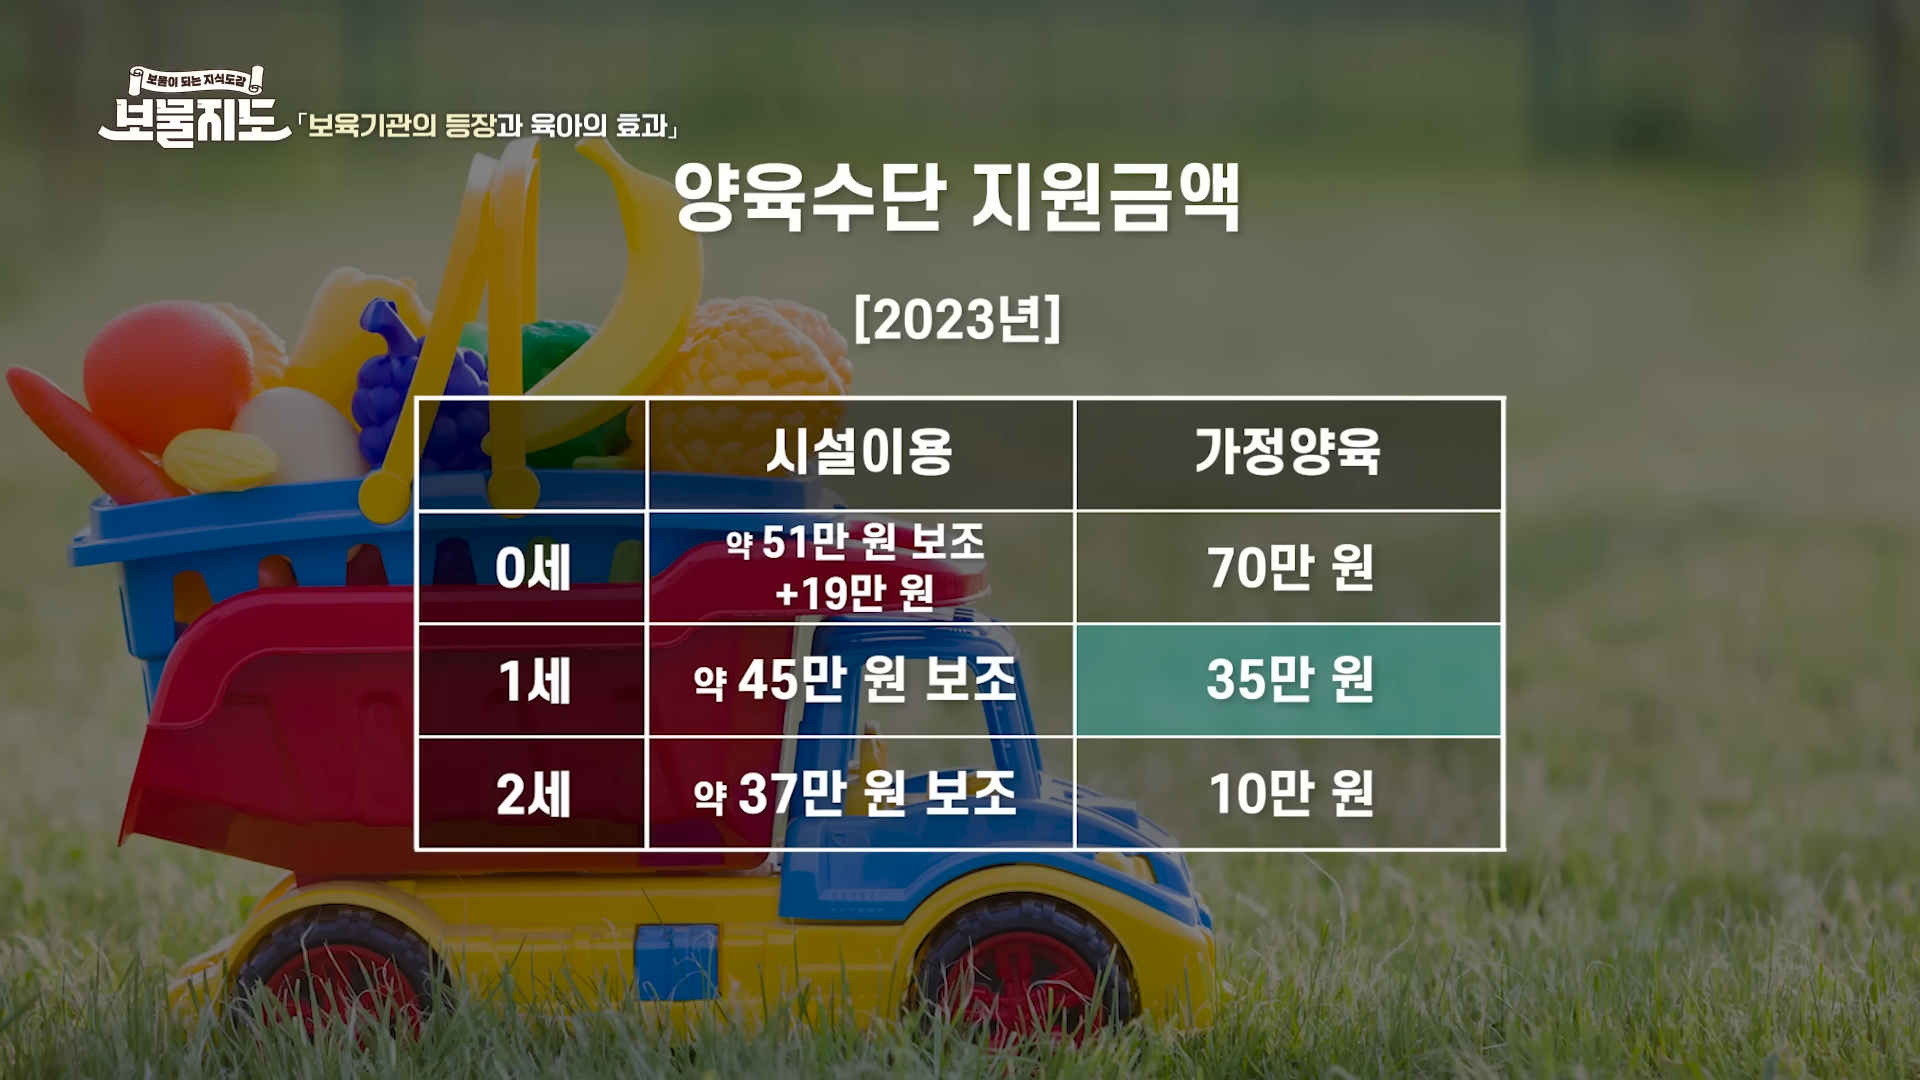 보물이 되는 지식도감
보물지도
「보육기관의 등장과 육아의 효과」
양육수단 지원금액
[2023년]
시설이용 가정양육
0세 약 51만 원 보조 +19만 원 70만 원
1세 약 45만 원 보조 35만 원
2세 약 37만 원 보조 10만 원